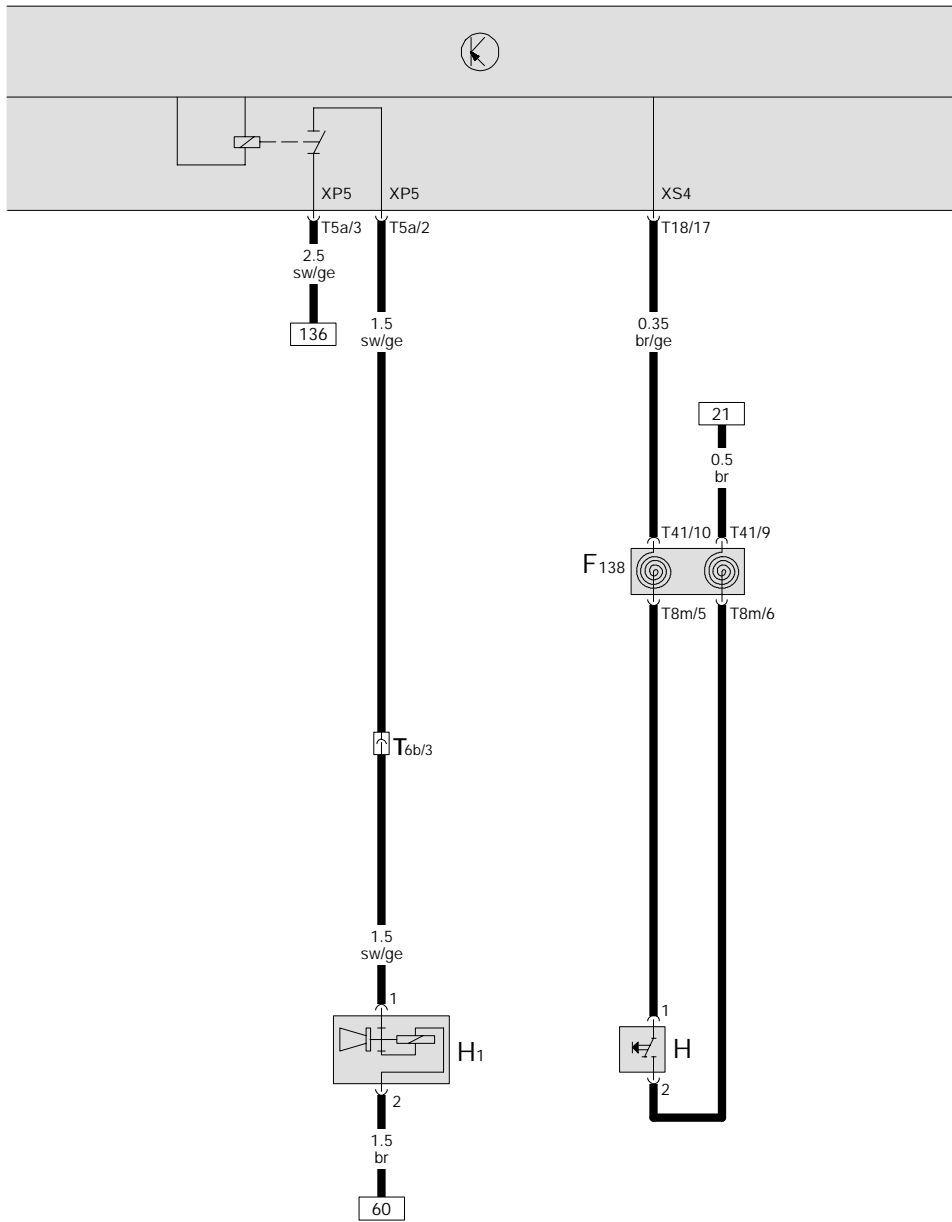 XP5 XP5 XS4
T5a/3 T5a/2 T18/17
2.5
sw/ge
136
1.5
sw/ge
0.35
br/ge
21
0.5
br
T41/10 T41/9
F138
T8m/5 T8m/6
T6b/3
1.5
sw/ge
1
H1
2
1
H
2
1.5
br
60